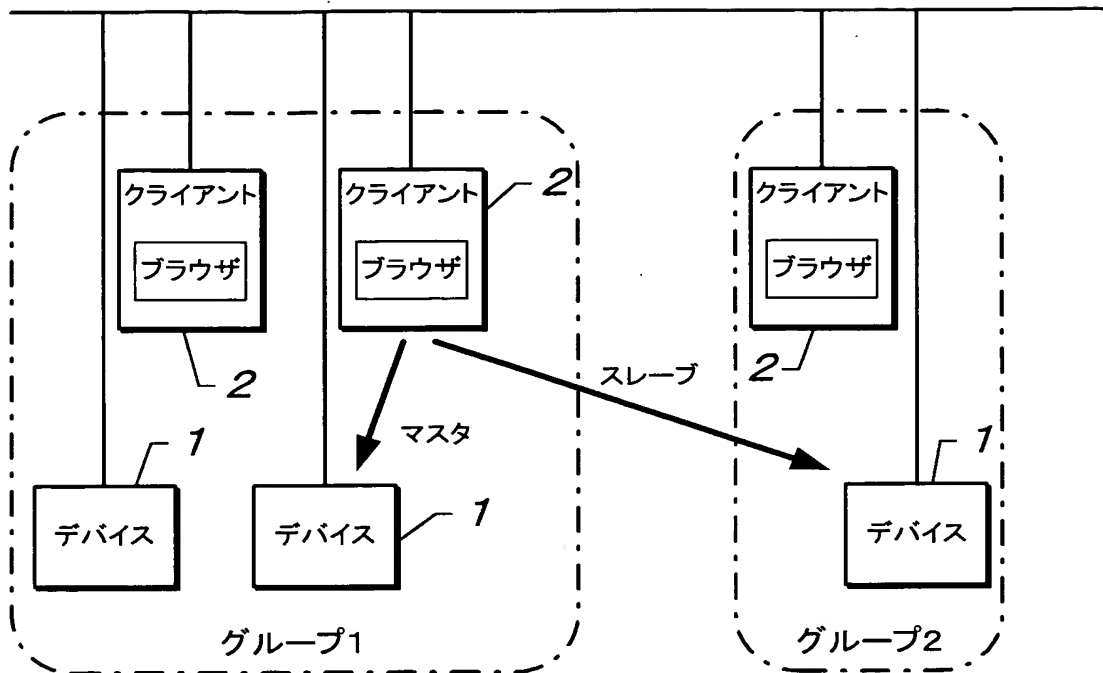 クライアント
ブラウザ
2
クライアント
ブラウザ
2
クライアント
ブラウザ
2
マスタ
スレーブ
デバイス
1
デバイス
1
デバイス
1
グループ1
グループ2